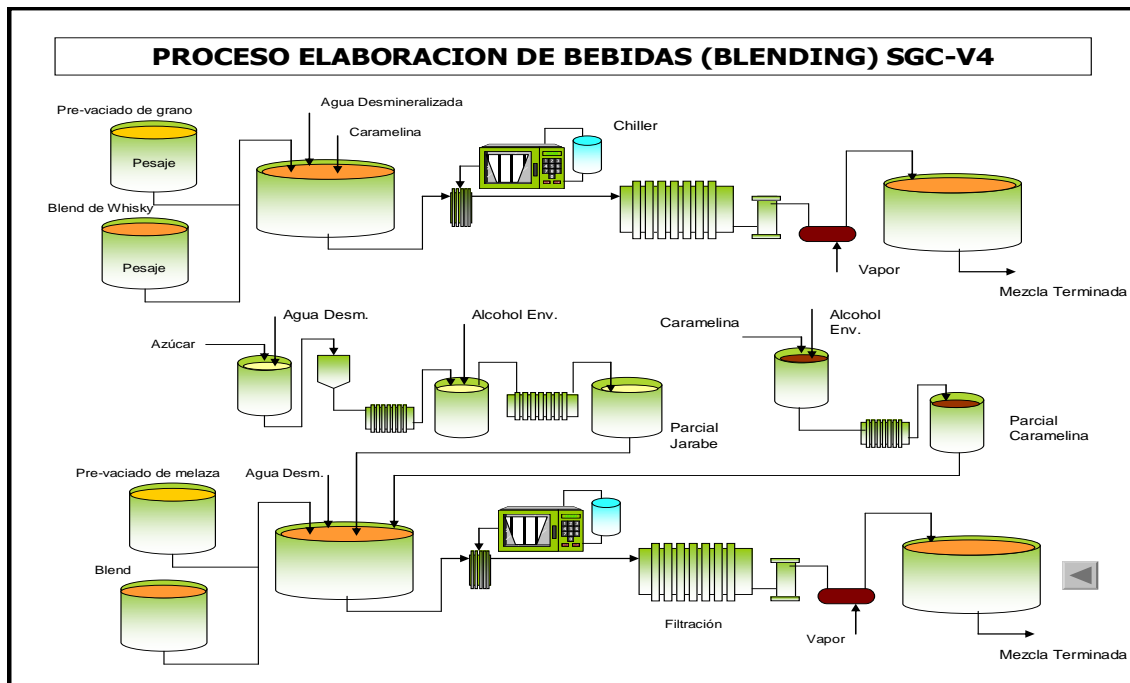 PROCESO ELABORACION DE BEBIDAS (BLENDING) SGC-V4
Agua Desmineralizada
Pre-vaciado de grano
Caramelina
Chiller
Pesaje
Blend de Whisky
Pesaje
Vapor
Mezcla Terminada
Agua Desm.
Alcohol Env.
Caramelina
Alcohol
Env.
Azúcar
Parcial
Jarabe
Parcial
Caramelina
Pre-vaciado de melaza
Agua Desm.
Blend
Filtración
Vapor
Mezcla Terminada